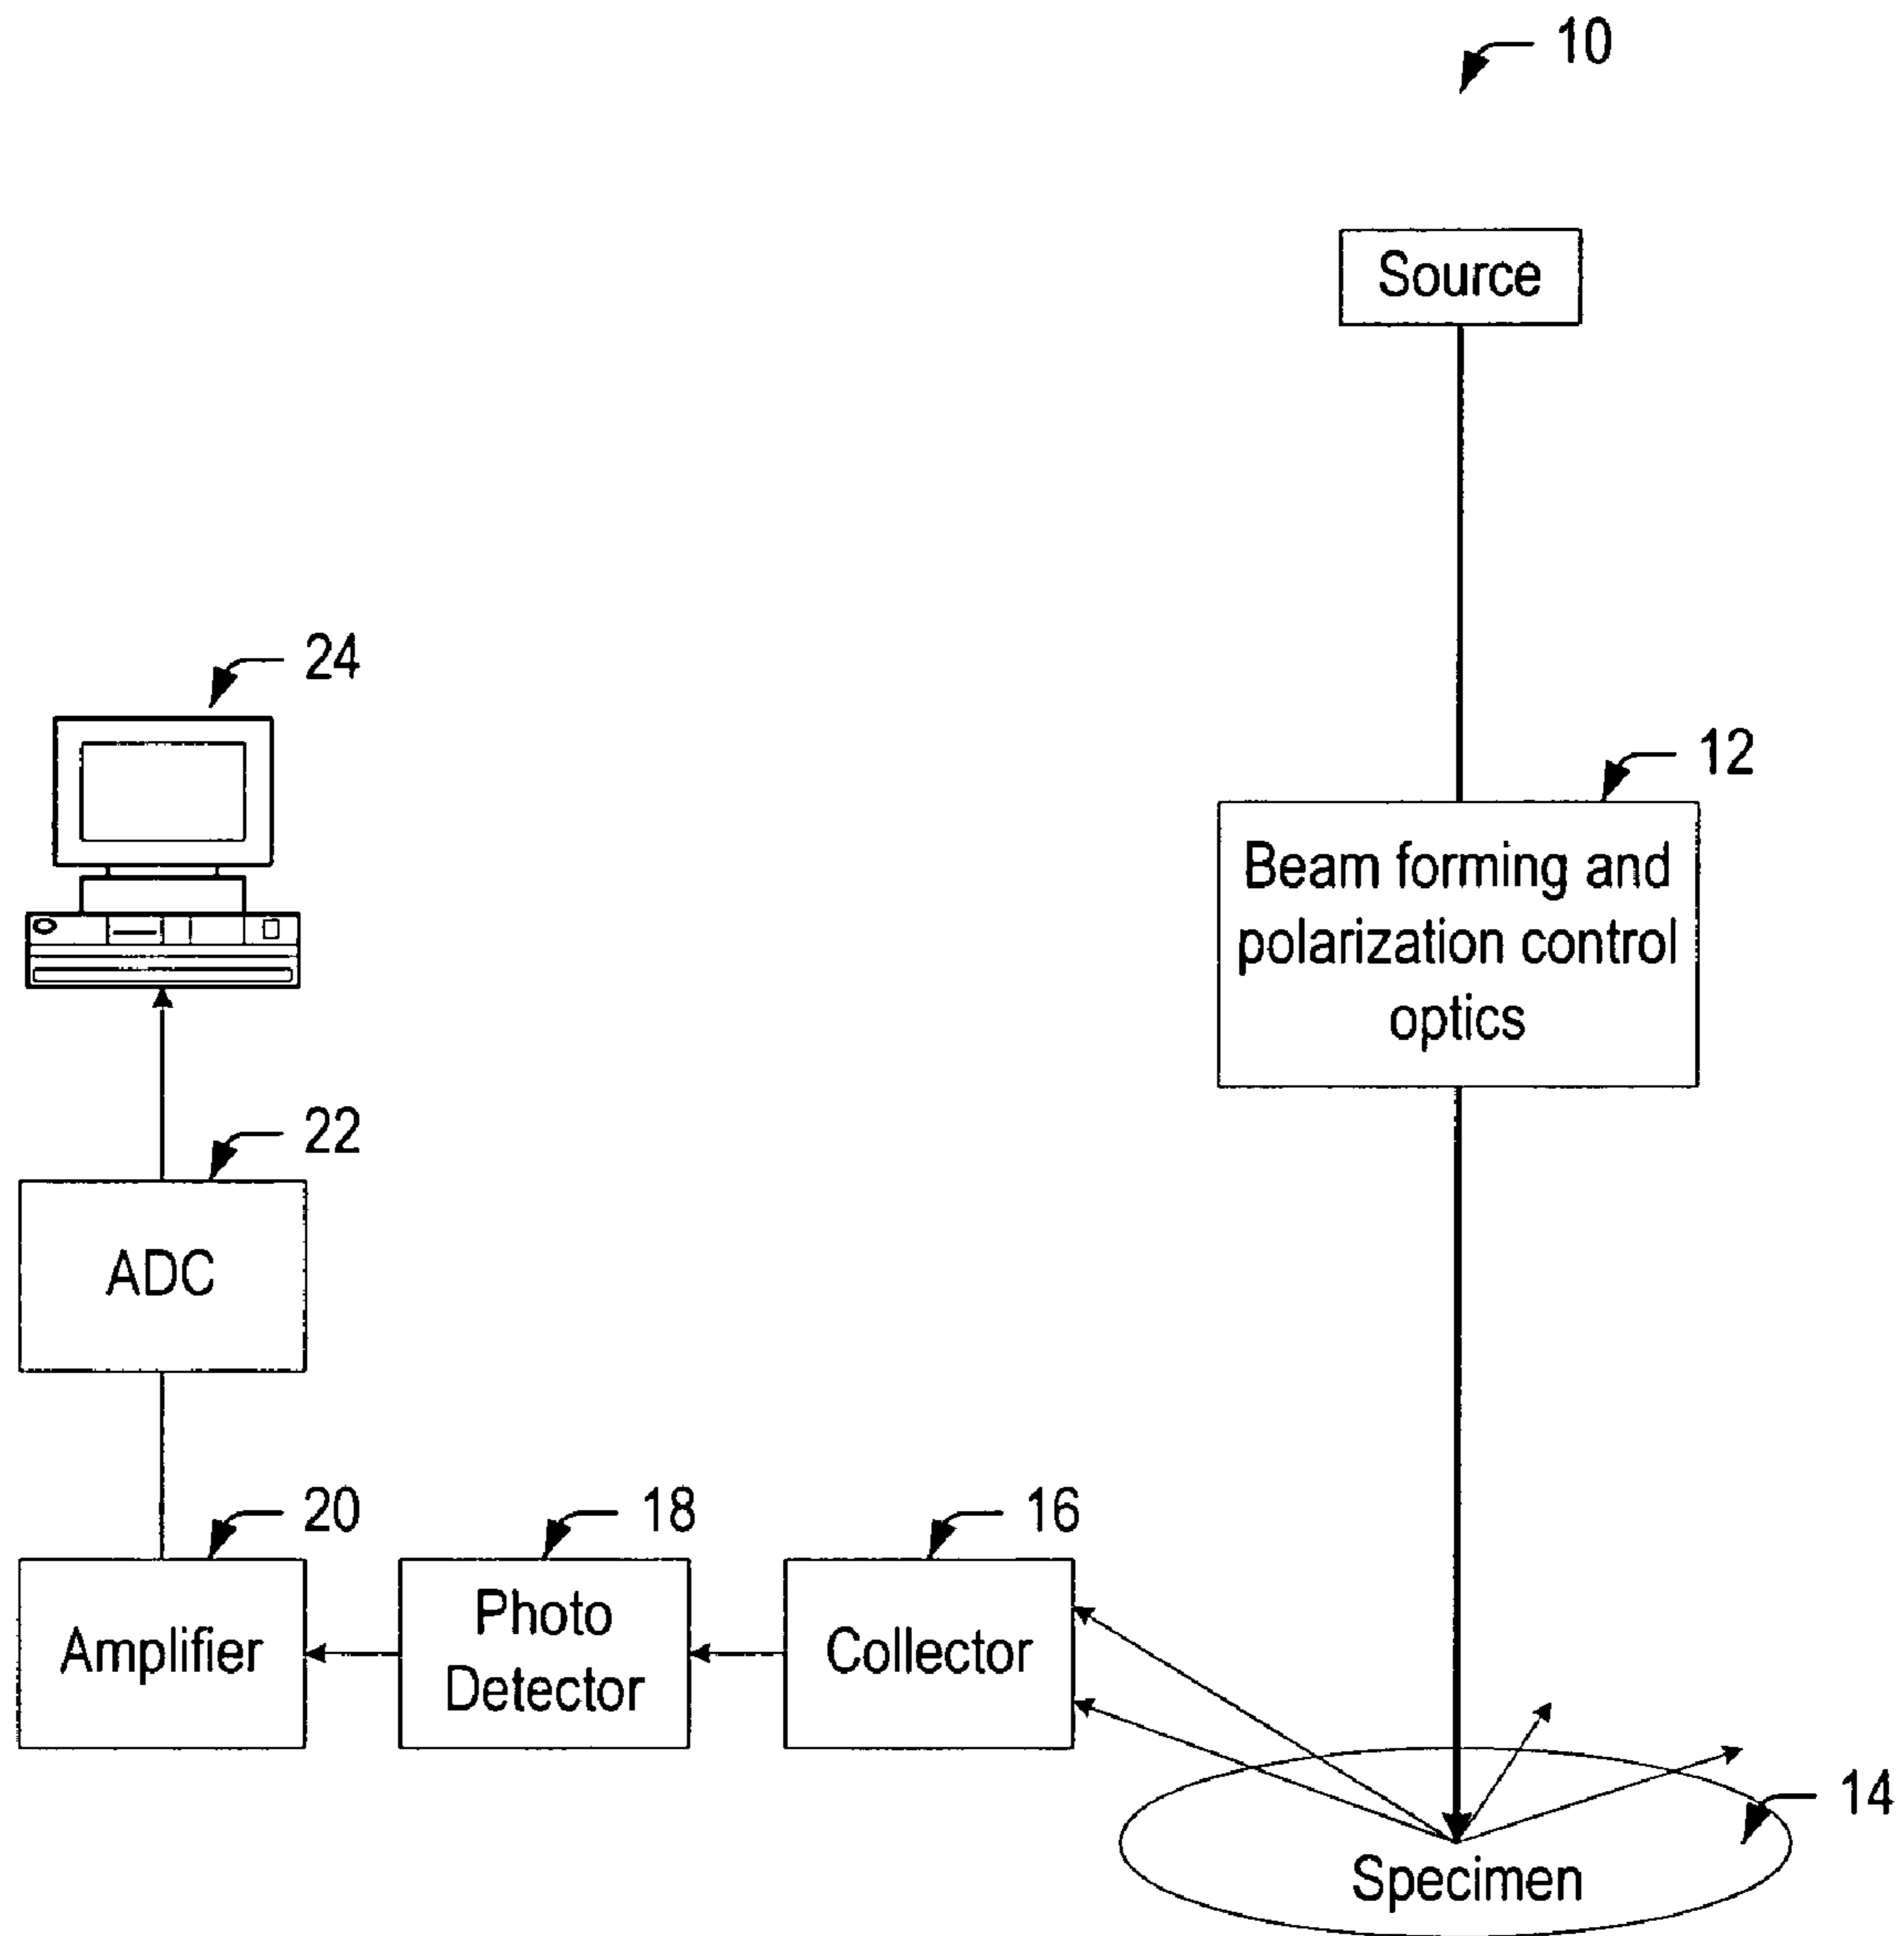 10
Source
24
12
Beam forming and
polarization control
optics
22
ADC
20
18
16
Amplifier
Photo
Detector
Collector
14
Specimen